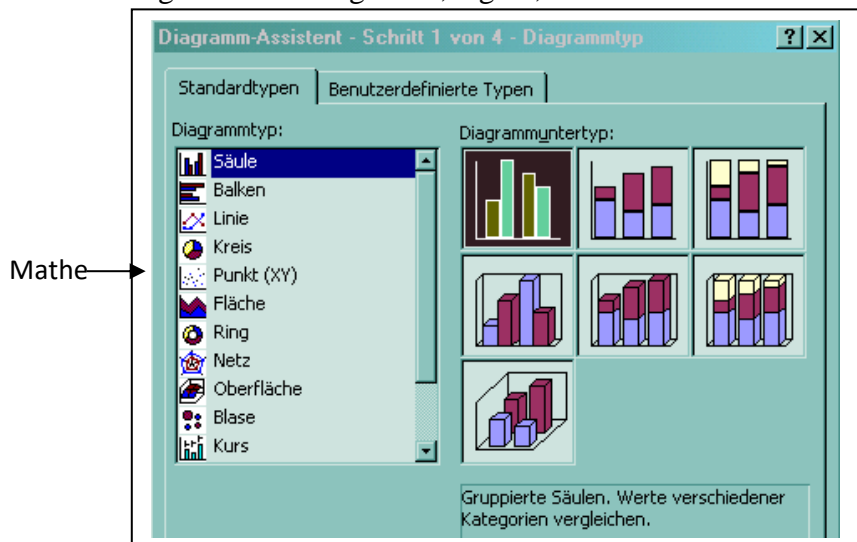 Diagramm-Assistent - Schritt 1 von 4 - Diagrammtyp
Standardtypen
Benutzerdefinierte Typen
Diagrammtyp:
Säule
Balken
Linie
Kreis
Punkt (XY)
Fläche
Ring
Netz
Oberfläche
Blase
Kurs
Diagrammuntertyp:
Gruppierte Säulen. Werte verschiedener
Kategorien vergleichen.
Mathe